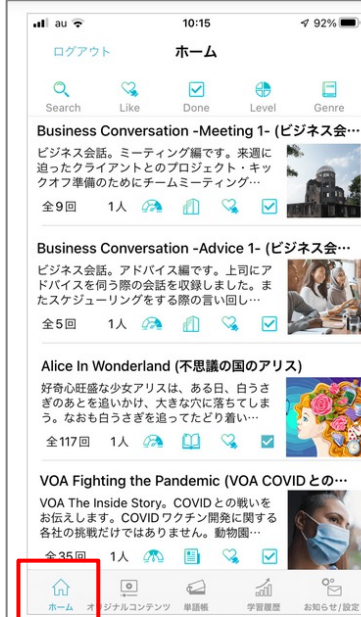 au 10:15 92%
ログアウト ホーム
Search Like Done Level Genre
Business Conversation -Meeting 1- (ビジネス会…
ビジネス会話。ミーティング編です。来週に
迫ったクライアントとのプロジェクト・キッ
クオフ準備のためにチームミーティング…
全9回 1人
Business Conversation -Advice 1- (ビジネス会…
ビジネス会話。アドバイス編です。上司にア
ドバイスを伺う際の会話を収録しました。ま
たスケジューリングをする際の言い回し…
全5回 1人
Alice In Wonderland (不思議の国のアリス)
好奇心旺盛な少女アリスは、ある日、白うさ
ぎのあとを追いかけ、大きな穴に落ちてしま
う。なおも白うさぎを追ってたどり着い…
全117回 1人
VOA Fighting the Pandemic (VOA COVID との…
VOA The Inside Story。COVID との戦いを
お伝えします。COVID ワクチン開発に関する
各社の挑戦だけではありません。動物園…
全35回 1人
ホーム オリジナルコンテンツ 単語帳 学習履歴 お知らせ/設定